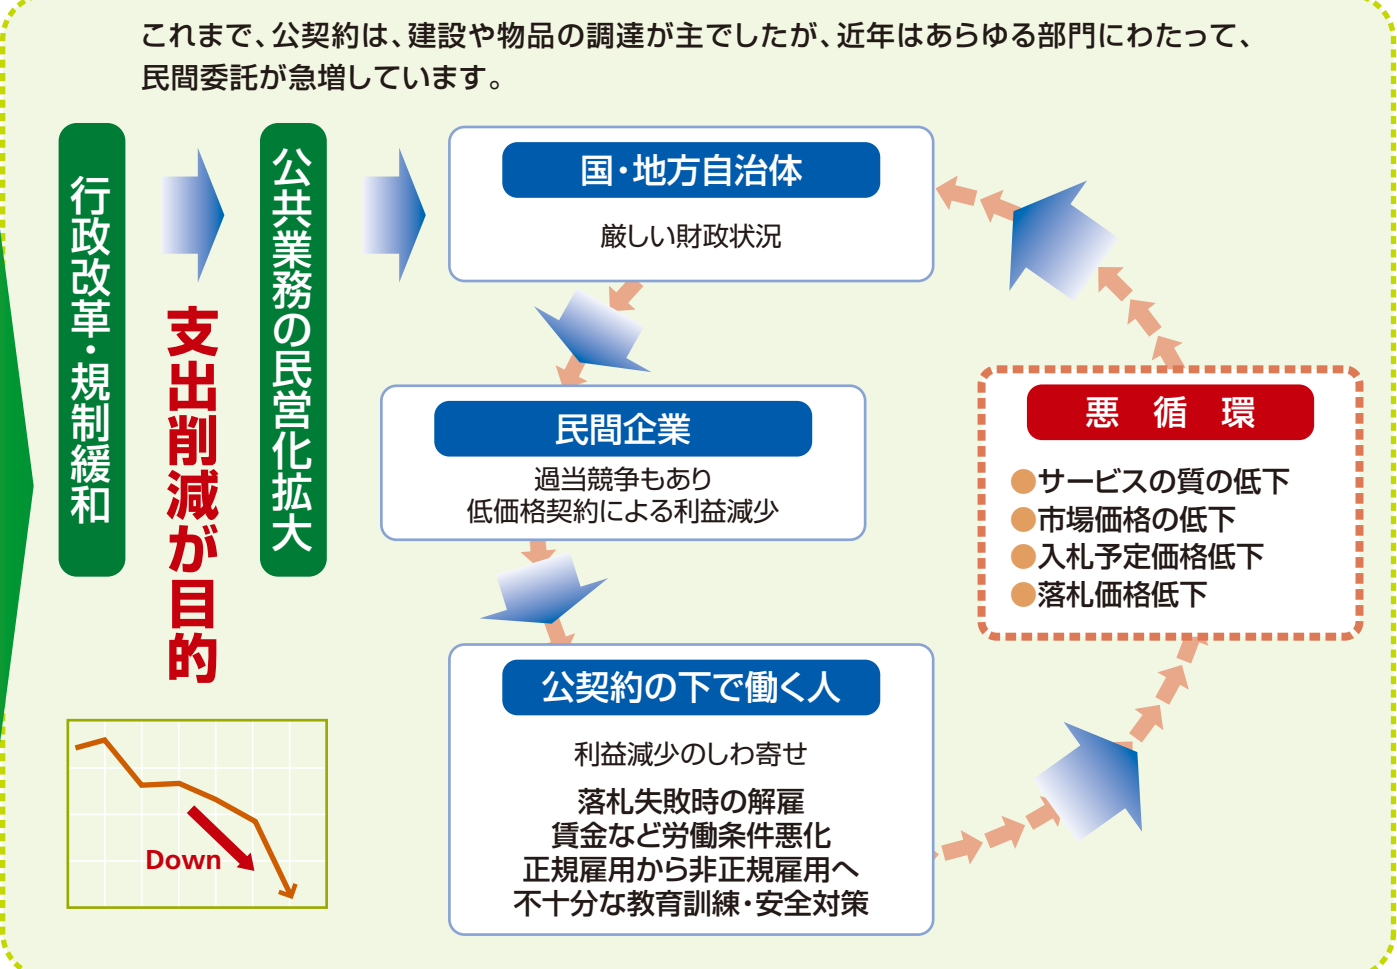 これまで、公契約は、建設や物品の調達が主でしたが、近年はあらゆる部門にわたって、
民間委託が急増しています。
行政改革・規制緩和
支出削減が目的
公共業務の民営化拡大
国・地方自治体
厳しい財政状況
民間企業
過当競争もあり
低価格契約による利益減少
公契約の下で働く人
利益減少のしわ寄せ
落札失敗時の解雇
賃金など労働条件悪化
正規雇用から非正規雇用へ
不十分な教育訓練・安全対策
悪　循　環
●サービスの質の低下
●市場価格の低下
●入札予定価格低下
●落札価格低下
Down